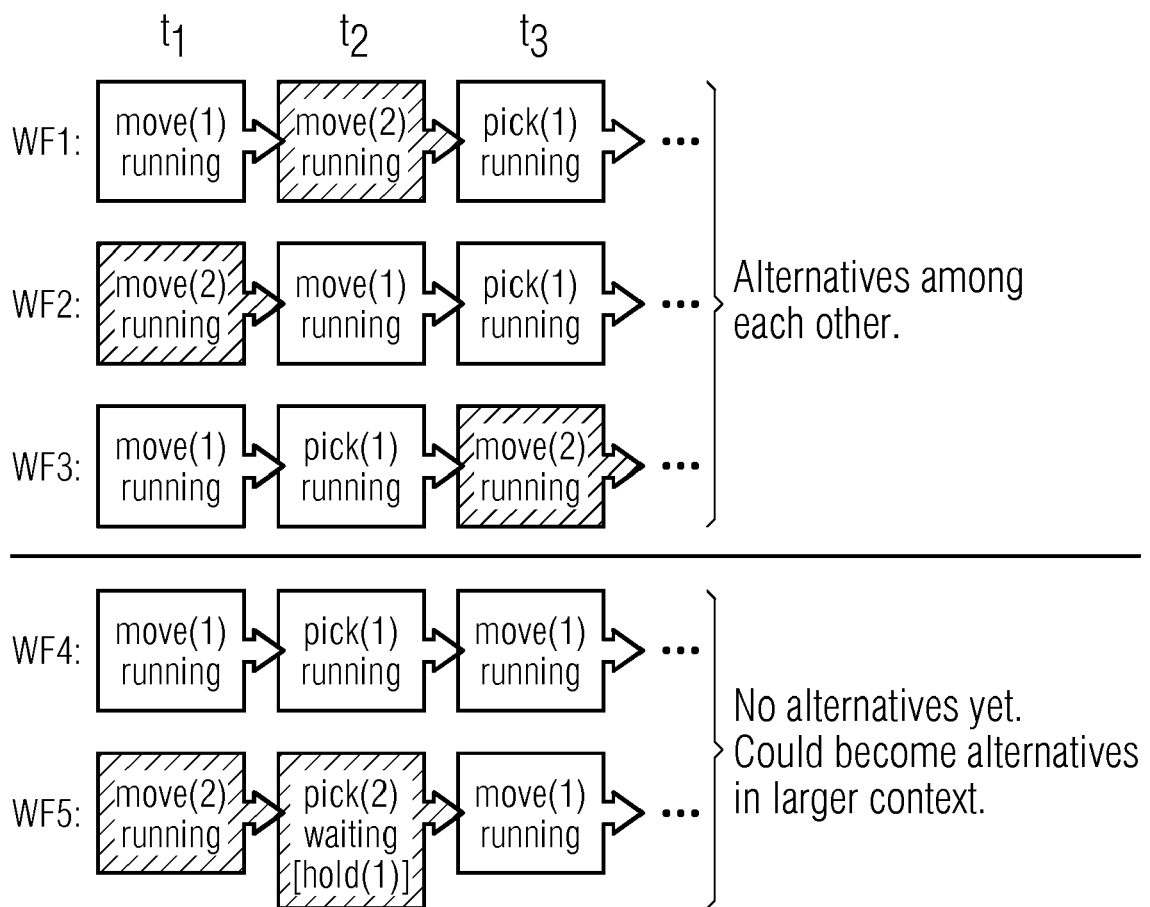 t1 t2 t3
WF1: move(1) running move(2) running pick(1) running ...
WF2: move(2) running move(1) running pick(1) running ...
Alternatives among
each other.
WF3: move(1) running pick(1) running move(2) running ...
WF4: move(1) running pick(1) running move(1) running ...
No alternatives yet.
Could become alternatives
in larger context.
WF5: move(2) running pick(2) waiting [hold(1)] move(1) running ...